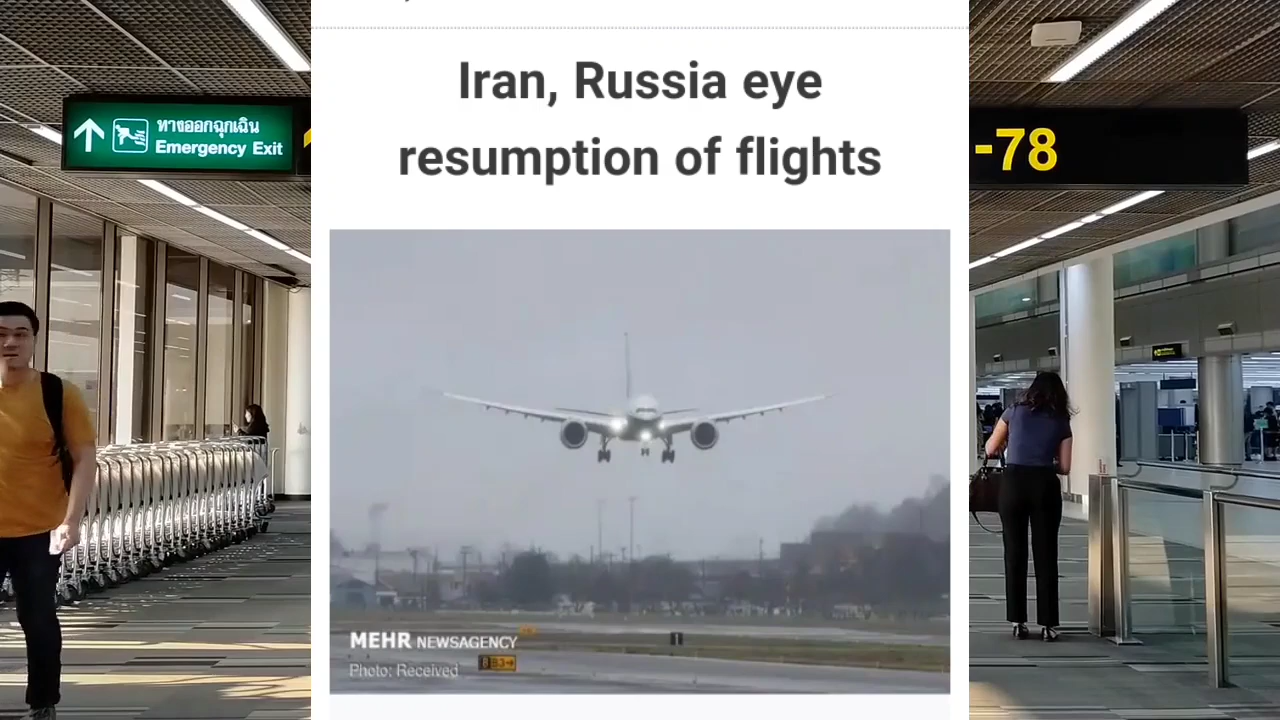 Iran, Russia eye
resumption of flights
ทางออกฉุกเฉิน
Emergency Exit
-78
MEHR NEWSAGENCY
Photo: Received